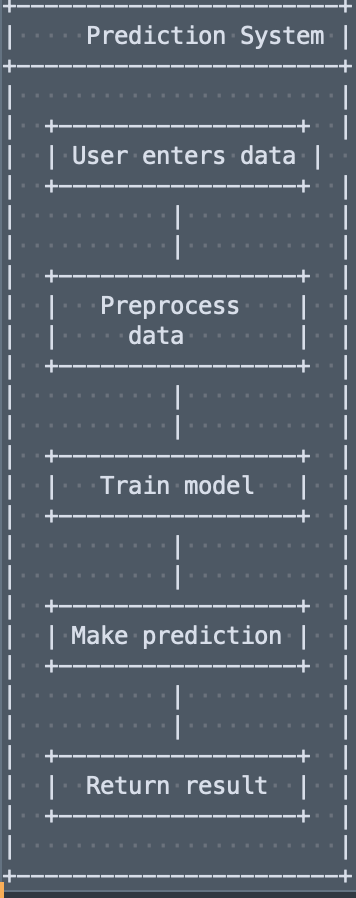 Prediction System
User enters data
Preprocess
data
Train model
Make prediction
Return result